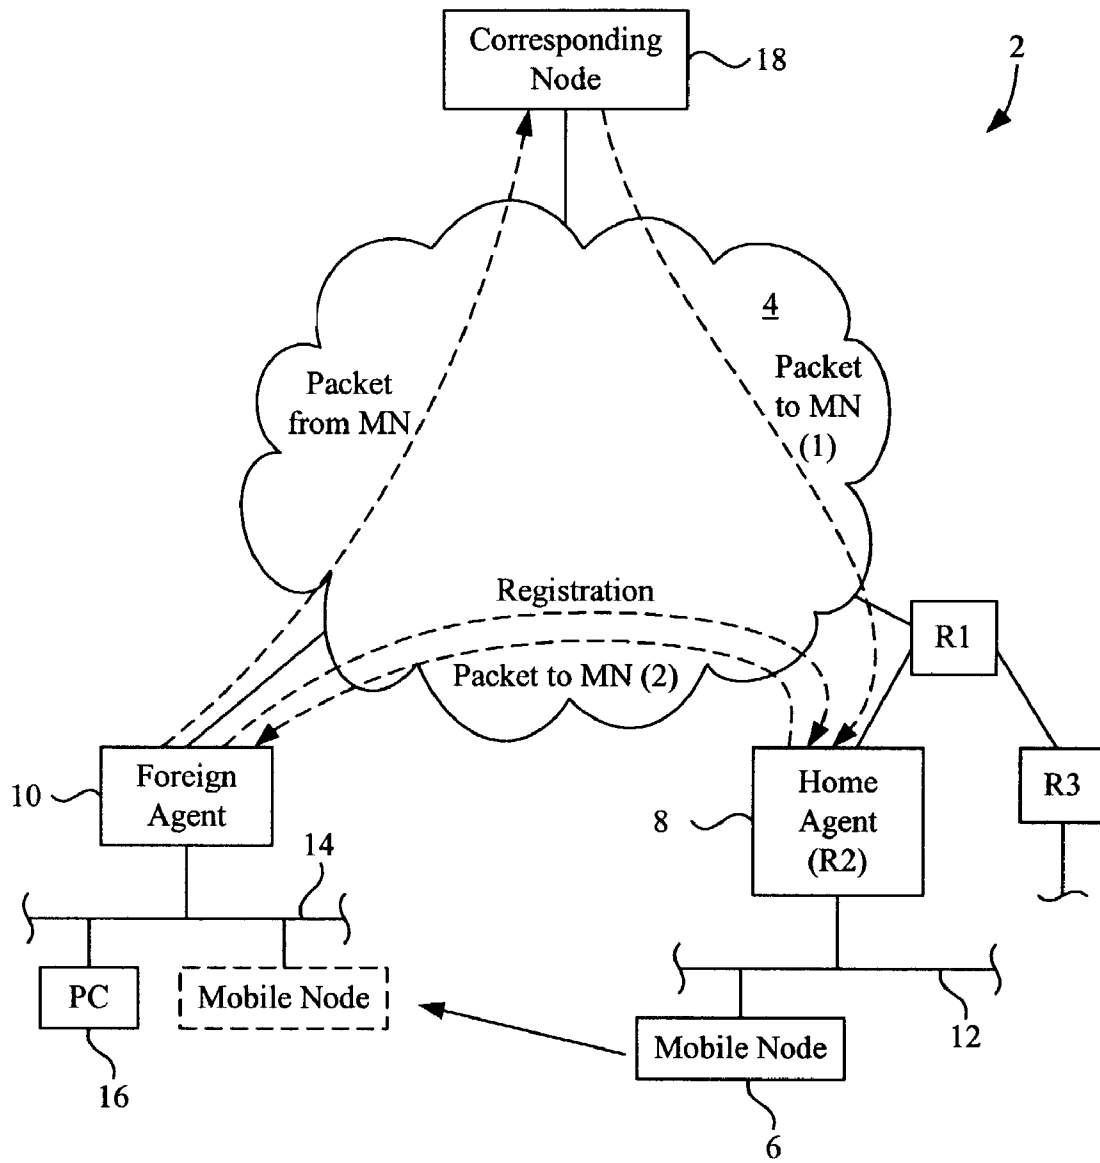 Corresponding
Node
18
2
4
Packet
from MN
Packet
to MN
(1)
Registration
Packet to MN (2)
R1
R3
Foreign
Agent
10
Home
Agent
(R2)
8
14
12
PC
Mobile Node
Mobile Node
16
6